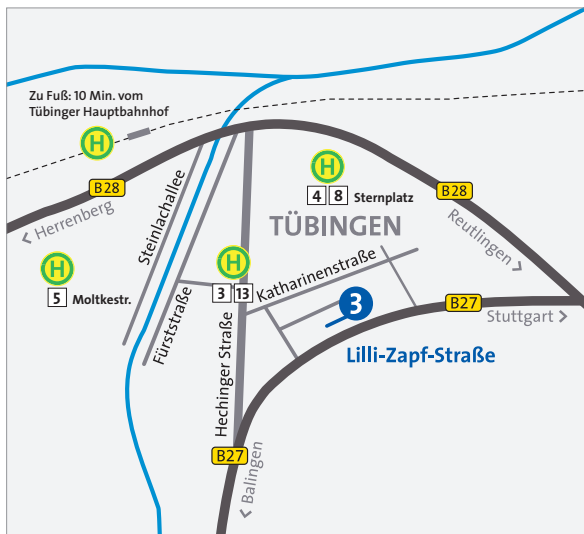 Zu Fuß: 10 Min. vom
Tübinger Hauptbahnhof
H
B28
< Herrenberg
H
4 8 Sternplatz
B28
Reutlingen >
TÜBINGEN
Steinlachallee
H
5 Moltkestr.
H
3 13
Katharinenstraße
Fürststraße
Hechinger Straße
3
B27
Stuttgart >
Lilli-Zapf-Straße
B27
< Balingen